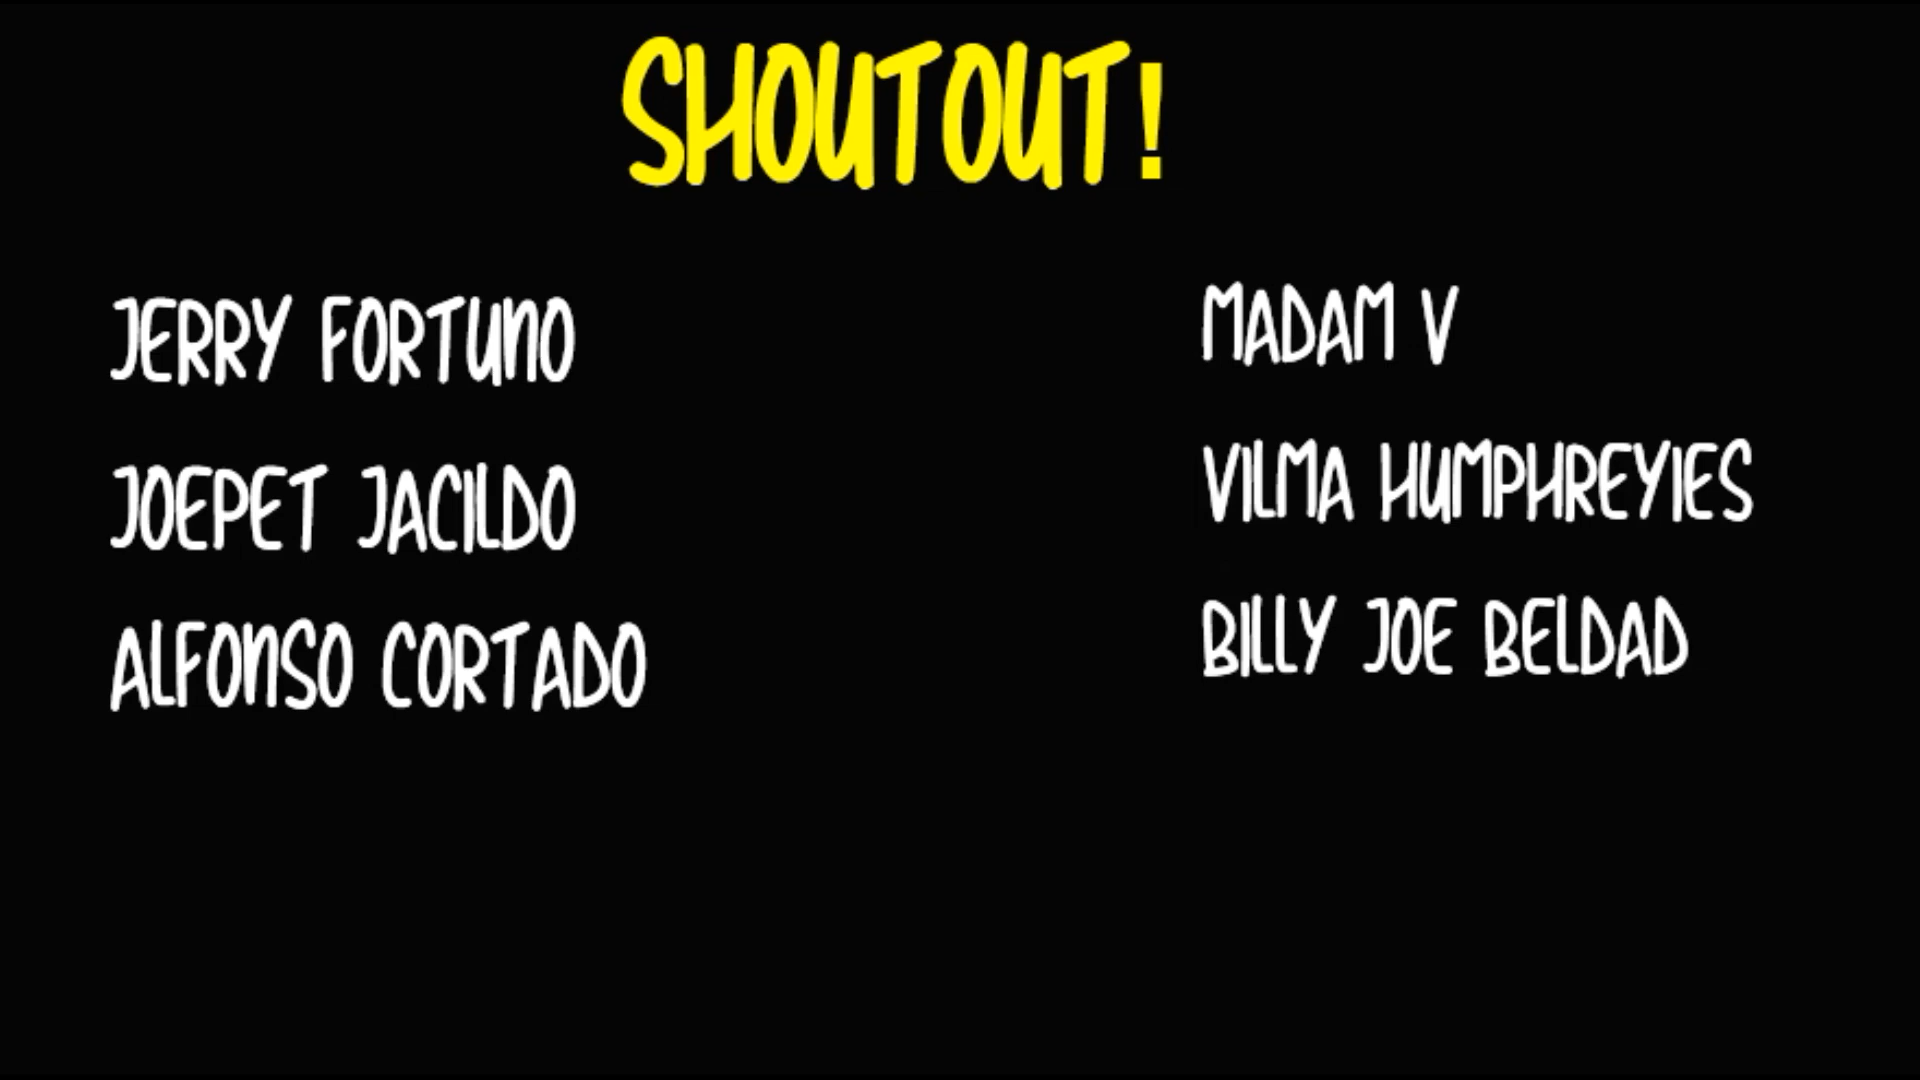 SHOUTOUT!
JERRY FORTUNO
JOEPET JACILDO
ALFONSO CORTADO
MADAM V
VILMA HUMPHREYIES
BILLY JOE BELDAD